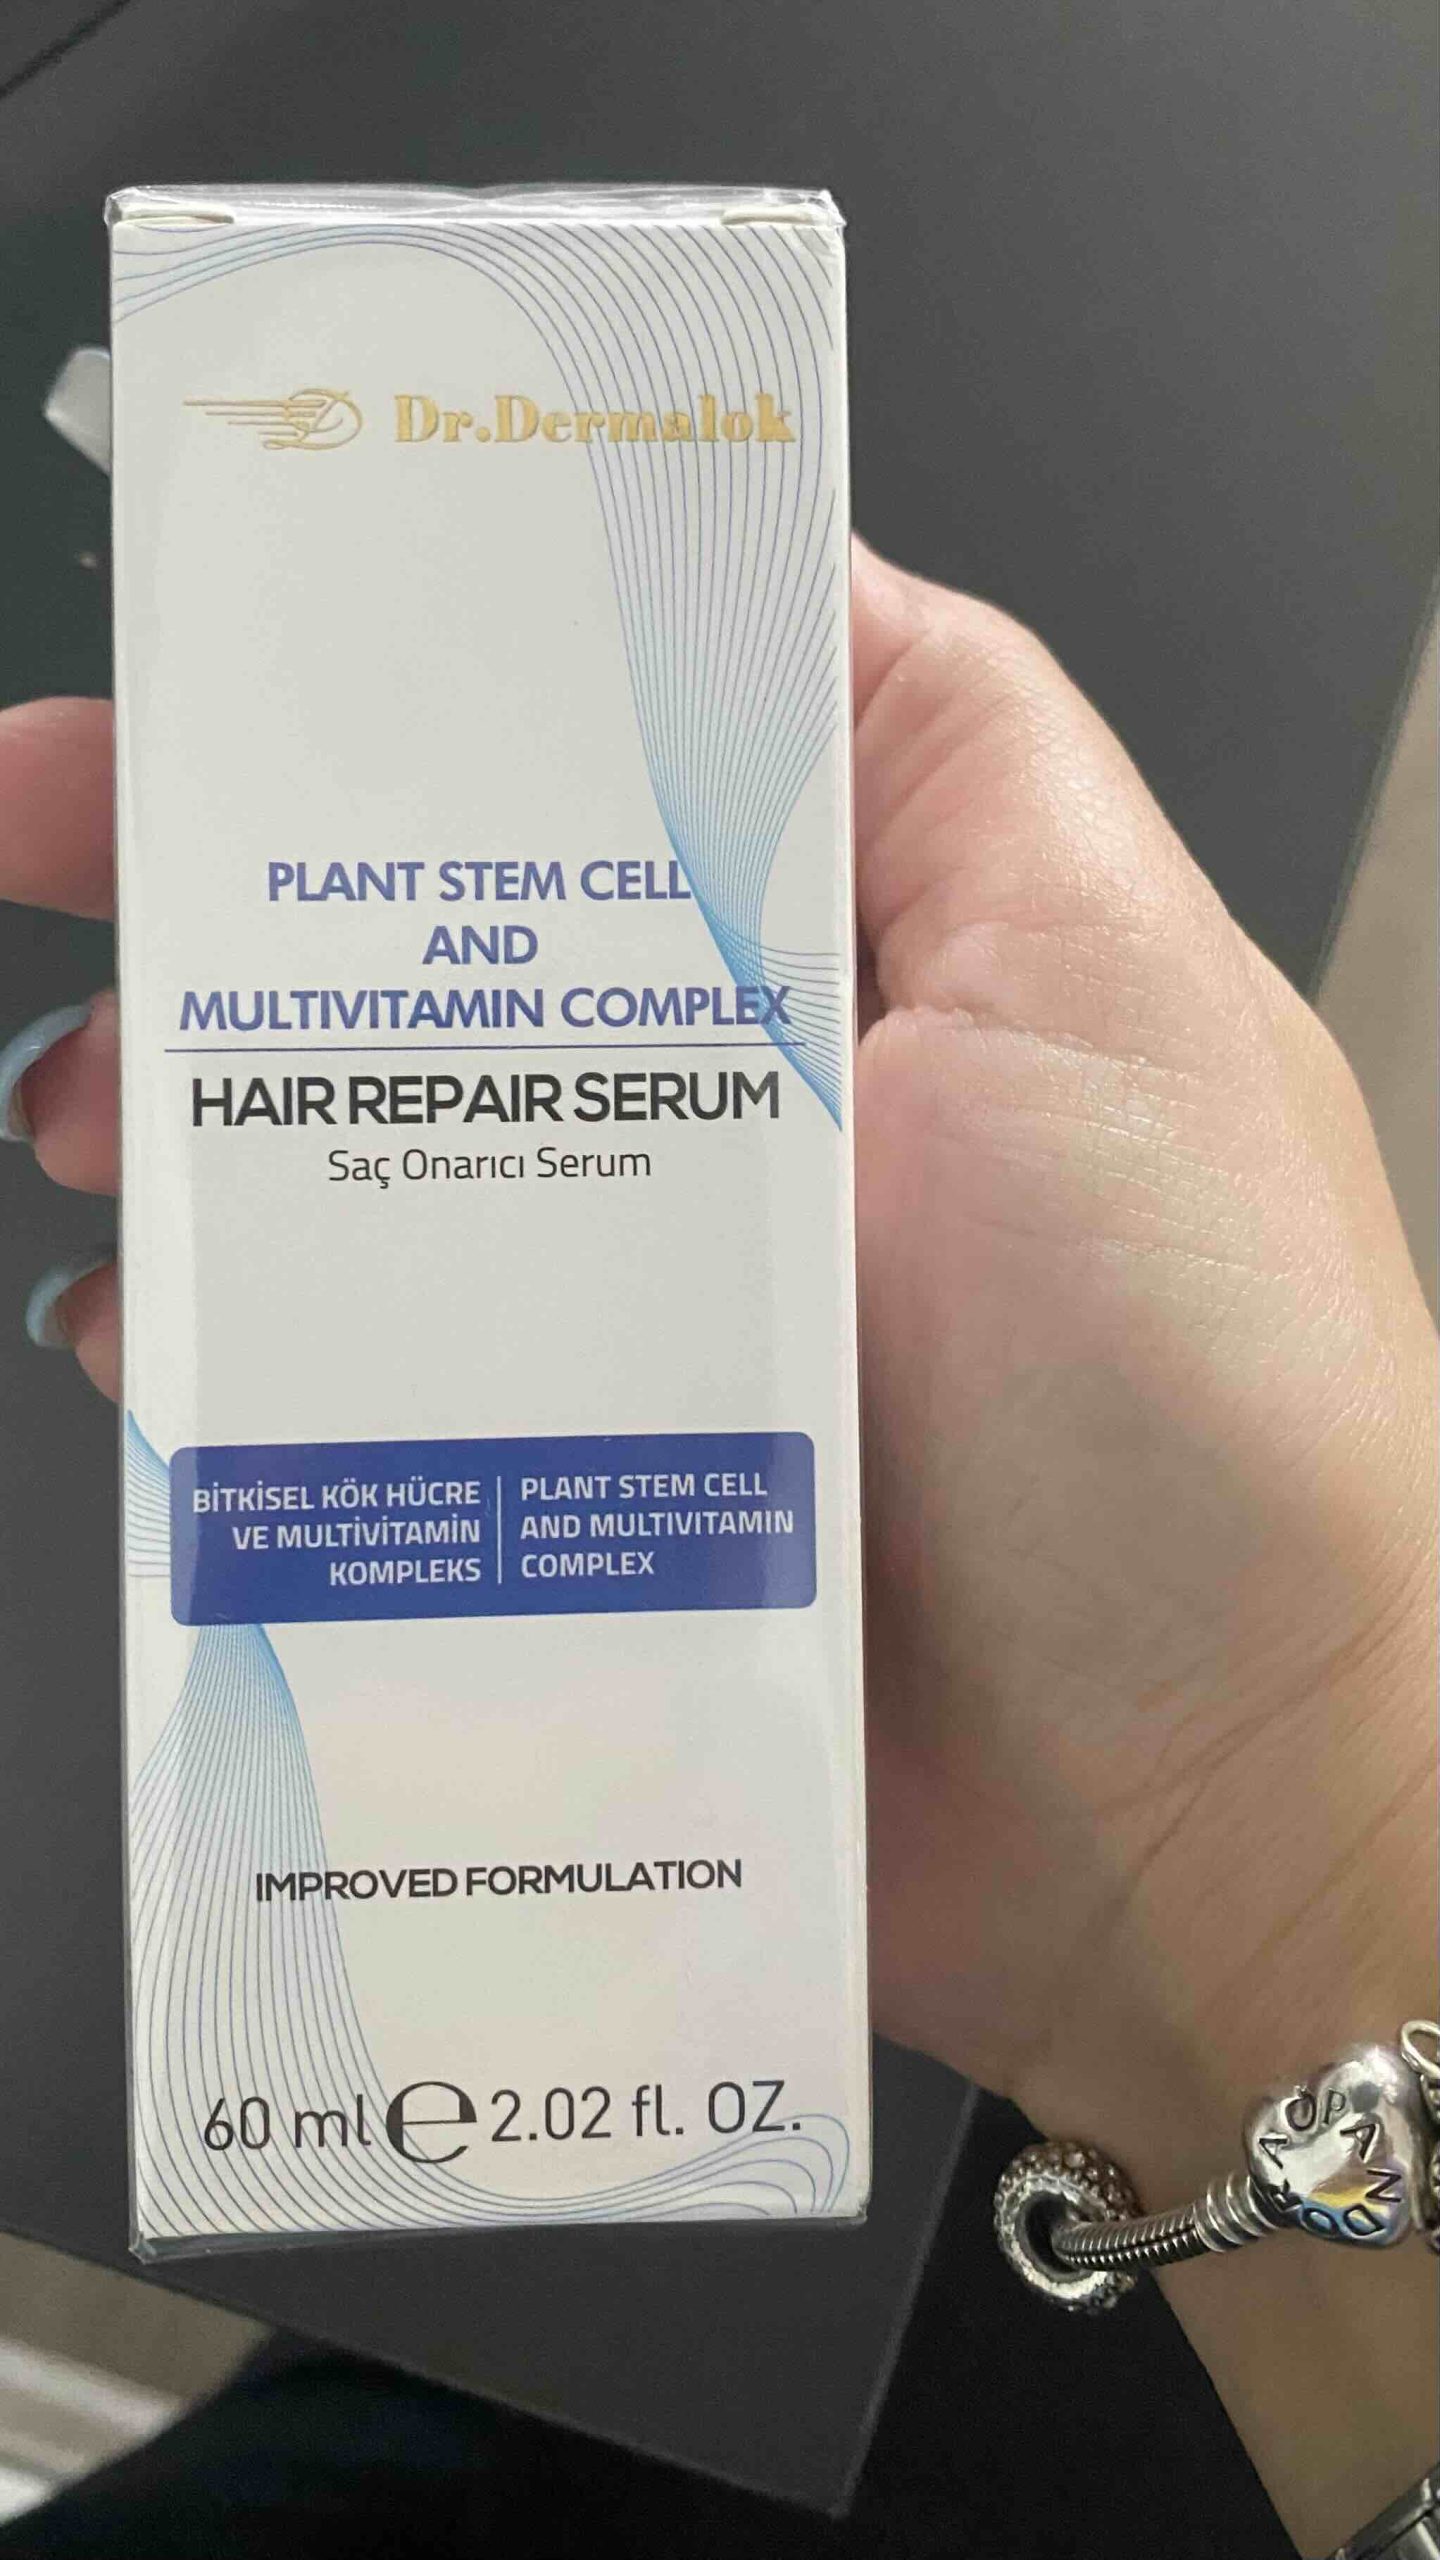 Dr.Dermalok
PLANT STEM CELL
AND
MULTIVITAMIN COMPLEX
HAIR REPAIR SERUM
Saç Onarıcı Serum
BİTKİSEL KÖK HÜCRE
VE MULTİVİTAMİN
KOMPLEKS
PLANT STEM CELL
AND MULTIVITAMIN
COMPLEX
IMPROVED FORMULATION
60 ml e 2.02 fl. OZ.
PANDORA